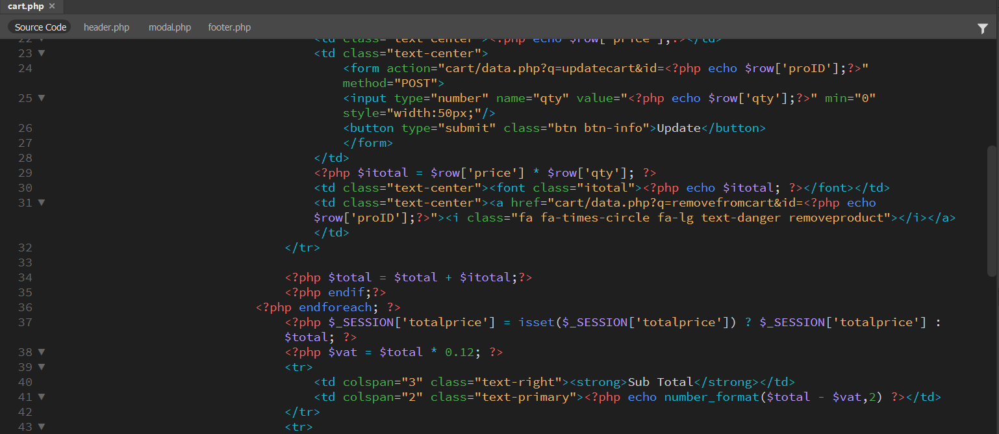 cart.php ×
Source Code header.php modal.php footer.php
22 <td class="text-center"><?php echo $row['price'];?></td>
23 <td class="text-center">
24 <form action="cart/data.php?q=updatecart&id=<?php echo $row['proID'];?>"
method="POST">
25 <input type="number" name="qty" value="<?php echo $row['qty'];?>" min="0"
style="width:50px;"/>
26 <button type="submit" class="btn btn-info">Update</button>
27 </form>
28 </td>
29 <?php $itotal = $row['price'] * $row['qty']; ?>
30 <td class="text-center"><font class="itotal"><?php echo $itotal; ?></font></td>
31 <td class="text-center"><a href="cart/data.php?q=removefromcart&id=<?php echo
$row['proID'];?>"><i class="fa fa-times-circle fa-lg text-danger removeproduct"></i></a>
</td>
32 </tr>
33
34 <?php $total = $total + $itotal;?>
35 <?php endif;?>
36 <?php endforeach; ?>
37 <?php $_SESSION['totalprice'] = isset($_SESSION['totalprice']) ? $_SESSION['totalprice'] :
$total; ?>
38 <?php $vat = $total * 0.12; ?>
39 <tr>
40 <td colspan="3" class="text-right"><strong>Sub Total</strong></td>
41 <td colspan="2" class="text-primary"><?php echo number_format($total - $vat,2) ?></td>
42 </tr>
43 <tr>